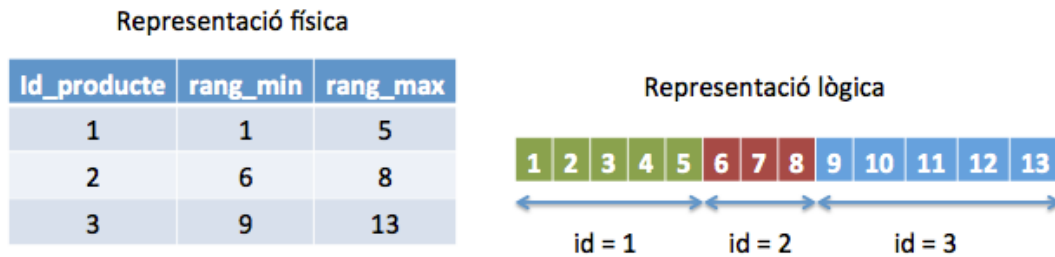 Representació física
Id_producte rang_min rang_max
1 1 5
2 6 8
3 9 13
Representació lògica
1 2 3 4 5 6 7 8 9 10 11 12 13
id = 1 id = 2 id = 3